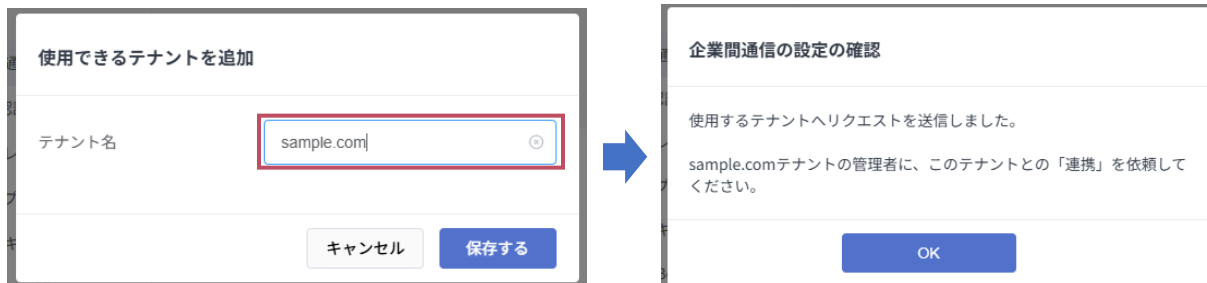 使用できるテナントを追加
テナント名
sample.com
キャンセル
保存する
企業間通信の設定の確認
使用するテナントへリクエストを送信しました。
sample.comテナントの管理者に、このテナントとの「連携」を依頼して
ください。
OK